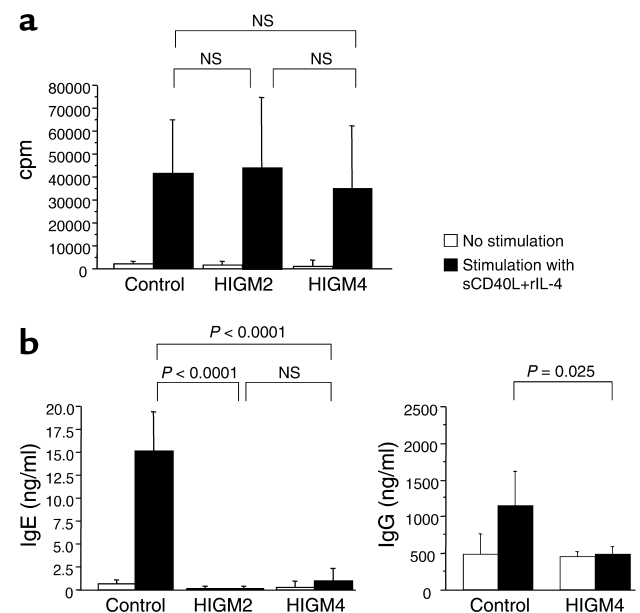 a
NS
NS
NS
80000
70000
60000
50000
40000
30000
20000
10000
0
cpm
Control
HIGM2
HIGM4
No stimulation
Stimulation with
sCD40L+rIL-4
b
P < 0.0001
P < 0.0001
NS
20.0
17.5
15.0
12.5
10.0
7.5
5.0
2.5
0
IgE (ng/ml)
Control
HIGM2
HIGM4
P = 0.025
2500
2000
1500
1000
500
0
IgG (ng/ml)
Control
HIGM4